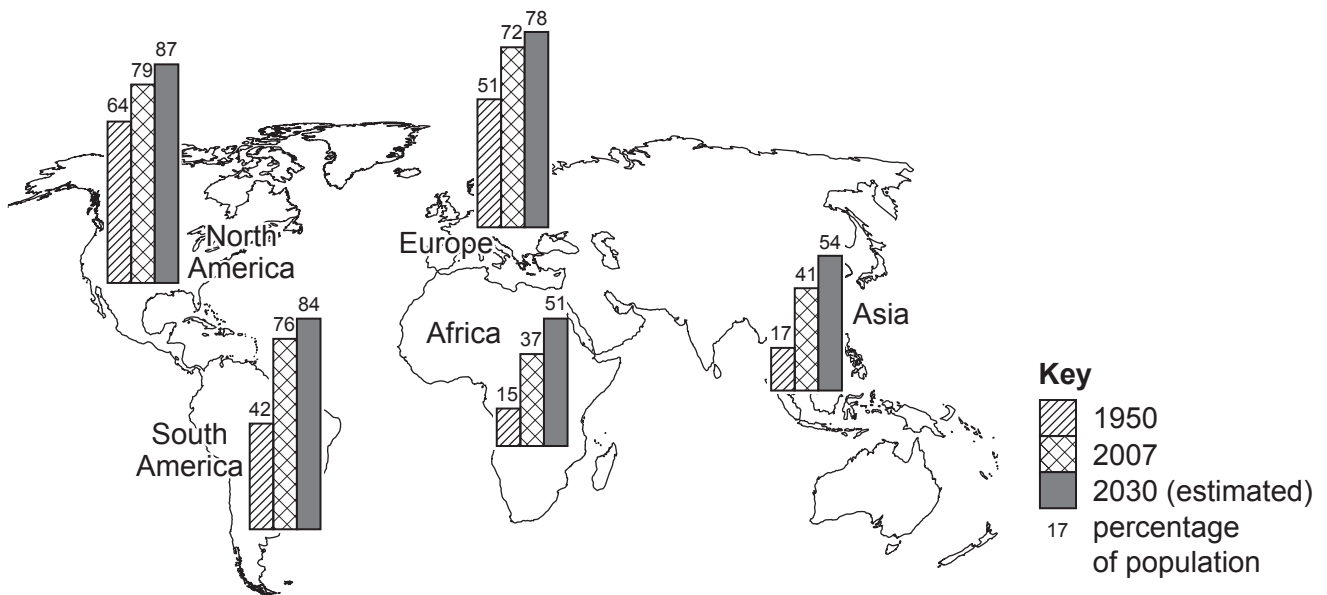 87
79
64
North
America
78
72
51
Europe
84
76
42
South
America
51
37
15
Africa
54
41
17
Asia
Key
1950
2007
2030 (estimated)
17 percentage
of population